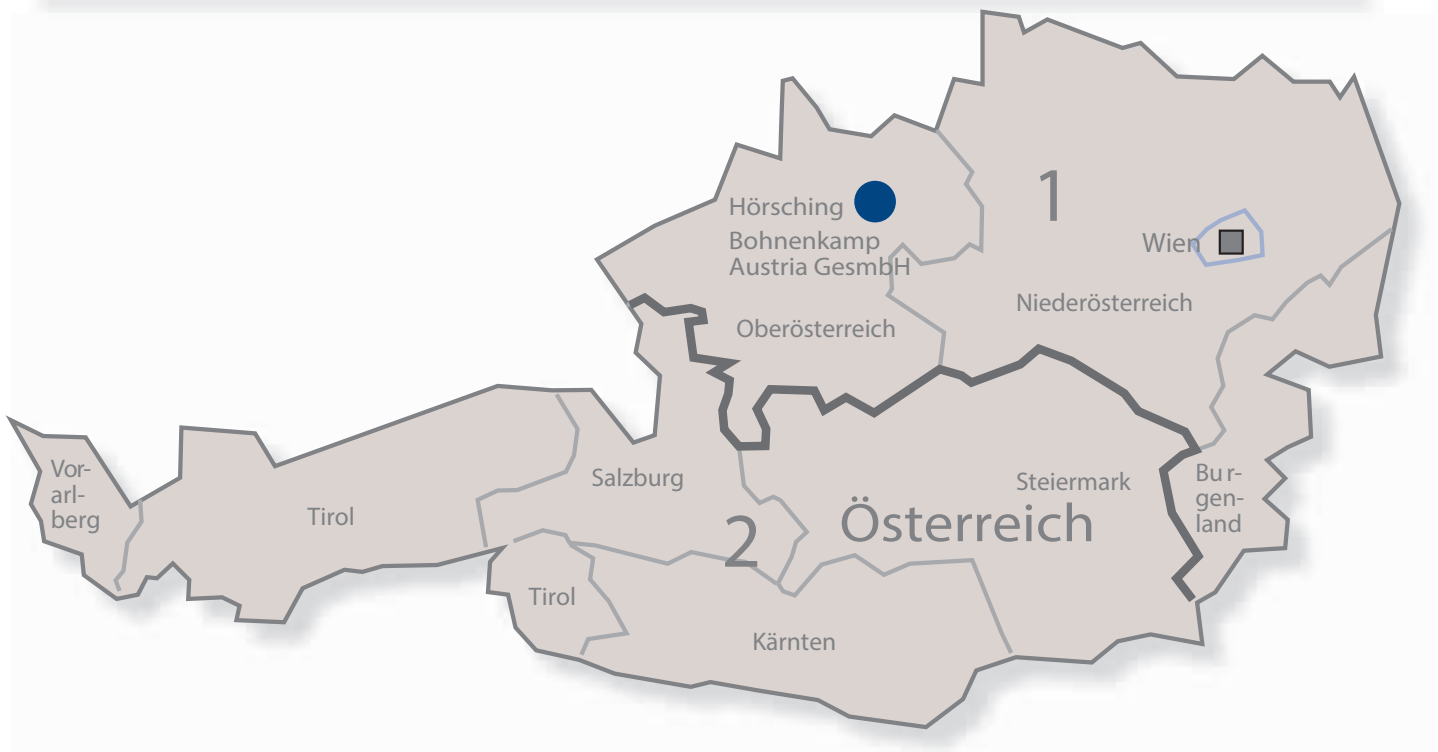 1
Hörsching
Bohnenkamp
Austria GesmbH
Wien
Niederösterreich
Oberösterreich
Vor-
arl-
berg
Tirol
Salzburg
2
Österreich
Steiermark
Bur-
gen-
land
Tirol
Kärnten